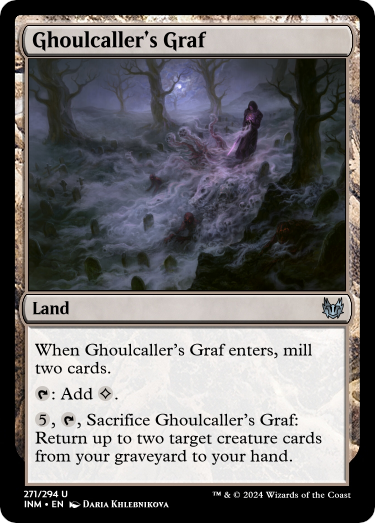 Ghoulcaller's Graf
Land
When Ghoulcaller's Graf enters, mill
two cards.
: Add .
5, , Sacrifice Ghoulcaller's Graf:
Return up to two target creature cards
from your graveyard to your hand.
271/294 U
INM • EN Daria Khlebnikova
™ & © 2024 Wizards of the Coast